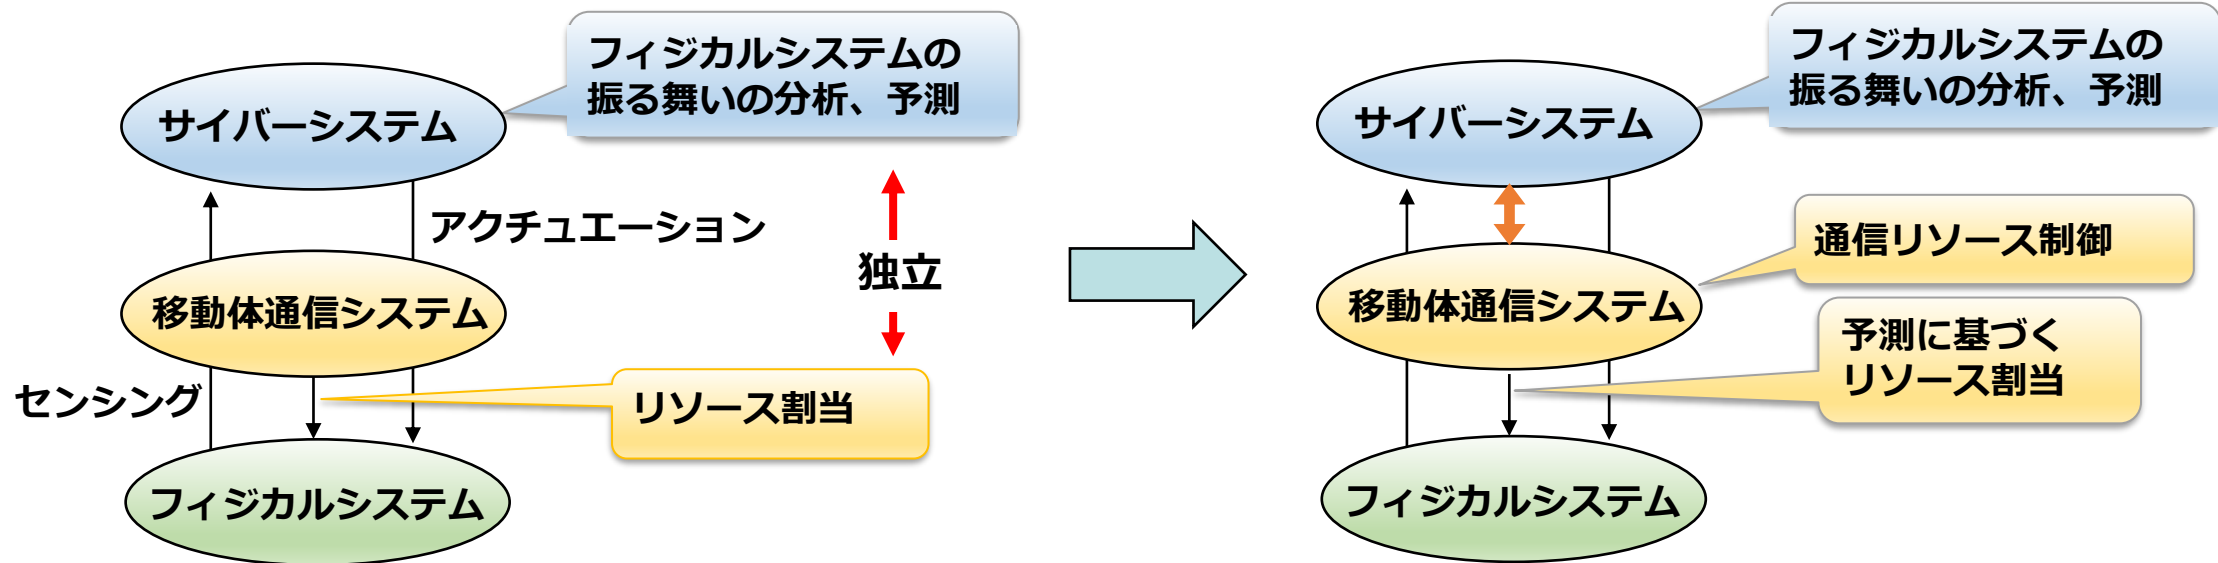 フィジカルシステムの
振る舞いの分析、予測
サイバーシステム
アクチュエーション
独立
移動体通信システム
センシング
リソース割当
フィジカルシステム
フィジカルシステムの
振る舞いの分析、予測
サイバーシステム
通信リソース制御
移動体通信システム
予測に基づく
リソース割当
フィジカルシステム